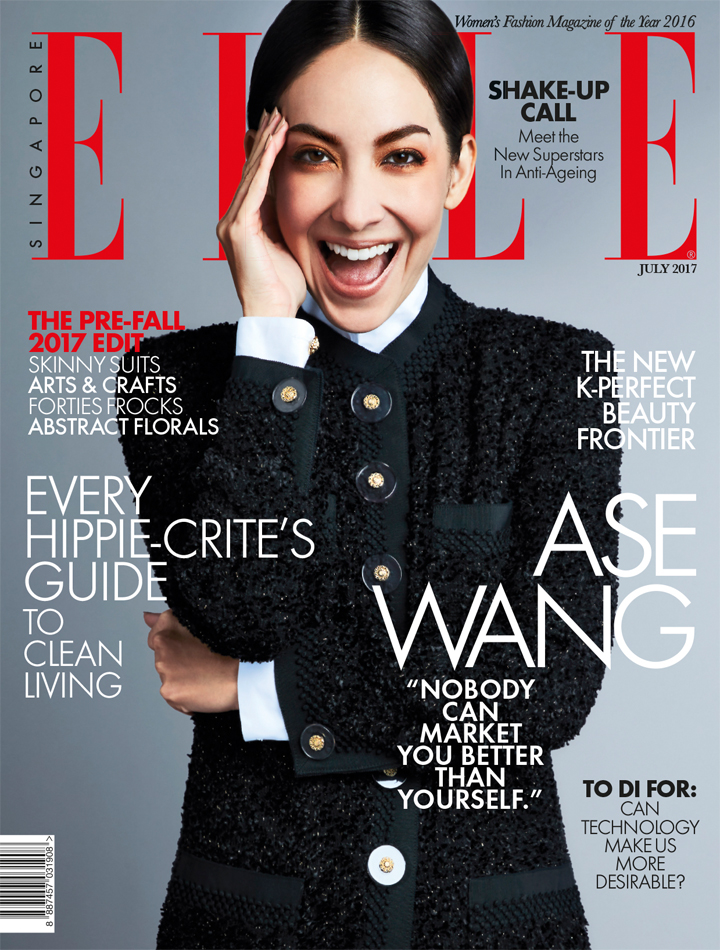 Women's Fashion Magazine of the Year 2016
SINGAPORE
ELLE
®
JULY 2017
SHAKE-UP
CALL
Meet the
New Superstars
In Anti-Ageing
THE PRE-FALL
2017 EDIT
SKINNY SUITS
ARTS & CRAFTS
FORTIES FROCKS
ABSTRACT FLORALS
THE NEW
K-PERFECT
BEAUTY
FRONTIER
EVERY
HIPPIE-CRITE'S
GUIDE
TO
CLEAN
LIVING
ASE
WANG
“NOBODY
CAN
MARKET
YOU BETTER
THAN
YOURSELF.”
TO DI FOR:
CAN
TECHNOLOGY
MAKE US
MORE
DESIRABLE?
8 887457 031908 >